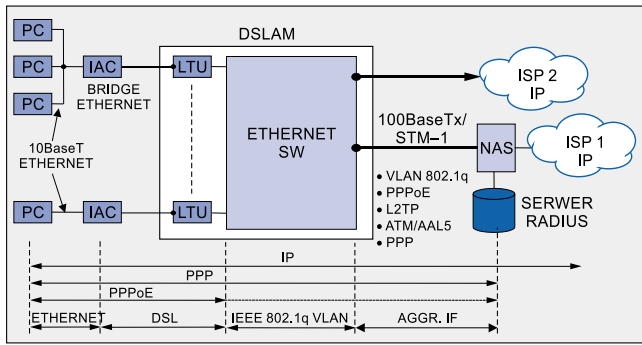 DSLAM
PC
PC
PC
IAC
BRIDGE
ETHERNET
10BaseT
ETHERNET
LTU
ETHERNET
SW
ISP 2
IP
100BaseTx/
STM–1
NAS
ISP 1
IP
• VLAN 802.1q
• PPPoE
• L2TP
• ATM/AAL5
• PPP
SERWER
RADIUS
PC
IAC
LTU
IP
PPP
PPPoE
ETHERNET
DSL
IEEE 802.1q VLAN
AGGR. IF